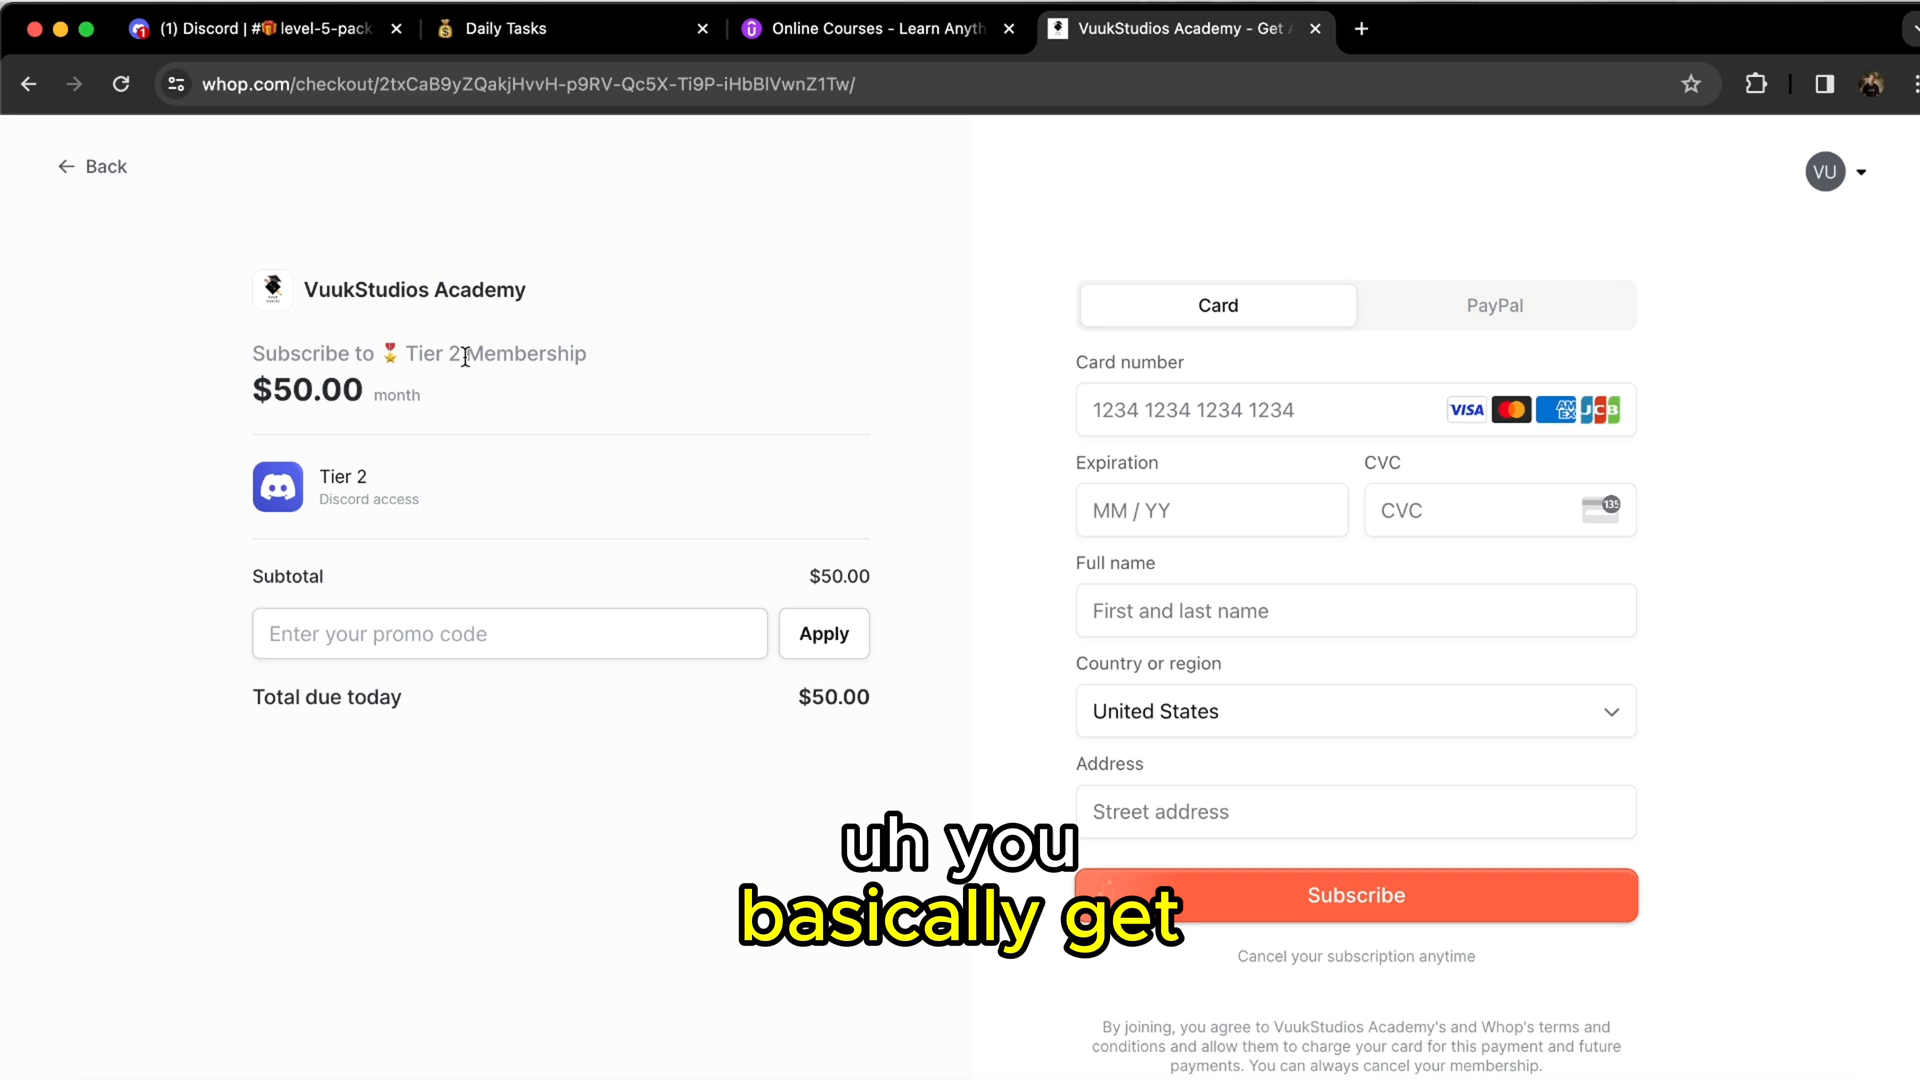 (1) Discord | #🎁 level-5-pack
Daily Tasks
Online Courses - Learn Anyth
VuukStudios Academy - Get A
whop.com/checkout/2txCaB9yZQakjHvvH-p9RV-Qc5X-Ti9P-iHbBlVwnZ1Tw/
← Back
VU
VuukStudios Academy
Subscribe to 🎖️ Tier 2 Membership
$50.00 month
Tier 2
Discord access
Subtotal $50.00
Enter your promo code Apply
Total due today $50.00
Card PayPal
Card number
1234 1234 1234 1234 VISA AMEX JCB
Expiration CVC
MM / YY CVC 135
Full name
First and last name
Country or region
United States
Address
Street address
uh you
basically get
Subscribe
Cancel your subscription anytime
By joining, you agree to VuukStudios Academy's and Whop's terms and
conditions and allow them to charge your card for this payment and future
payments. You can always cancel your membership.